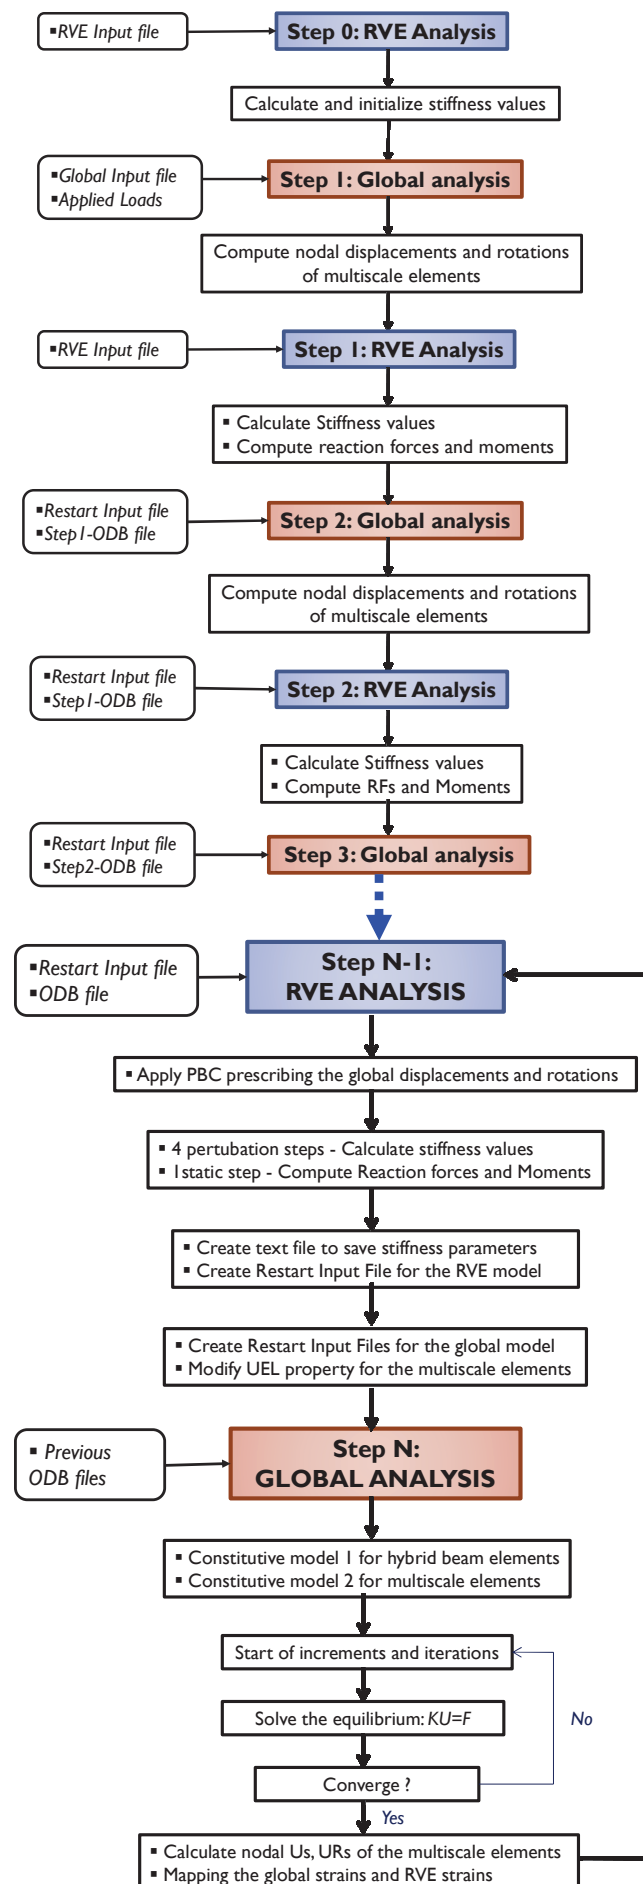 ▪RVE Input file
Step 0: RVE Analysis
Calculate and initialize stiffness values
▪Global Input file
▪Applied Loads
Step 1: Global analysis
Compute nodal displacements and rotations
of multiscale elements
▪RVE Input file
Step 1: RVE Analysis
▪ Calculate Stiffness values
▪ Compute reaction forces and moments
▪Restart Input file
▪Step1-ODB file
Step 2: Global analysis
Compute nodal displacements and rotations
of multiscale elements
▪Restart Input file
▪Step1-ODB file
Step 2: RVE Analysis
▪ Calculate Stiffness values
▪ Compute RFs and Moments
▪Restart Input file
▪Step2-ODB file
Step 3: Global analysis
▪Restart Input file
▪ODB file
Step N-1:
RVE ANALYSIS
▪ Apply PBC prescribing the global displacements and rotations
▪ 4 pertubation steps - Calculate stiffness values
▪ 1static step - Compute Reaction forces and Moments
▪ Create text file to save stiffness parameters
▪ Create Restart Input File for the RVE model
▪ Create Restart Input Files for the global model
▪ Modify UEL property for the multiscale elements
▪ Previous
ODB files
Step N:
GLOBAL ANALYSIS
▪ Constitutive model 1 for hybrid beam elements
▪ Constitutive model 2 for multiscale elements
Start of increments and iterations
Solve the equilibrium: KU=F
No
Converge ?
Yes
▪ Calculate nodal Us, URs of the multiscale elements
▪ Mapping the global strains and RVE strains